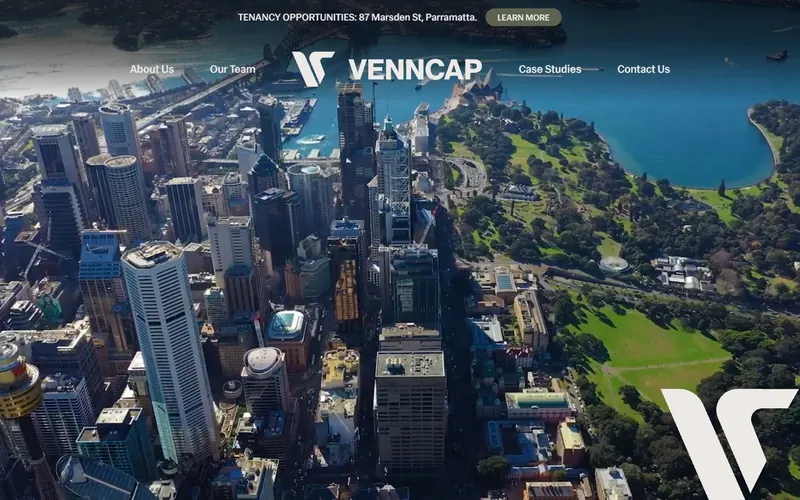 TENANCY OPPORTUNITIES: 87 Marsden St, Parramatta. LEARN MORE
About Us Our Team VENNCAP Case Studies Contact Us